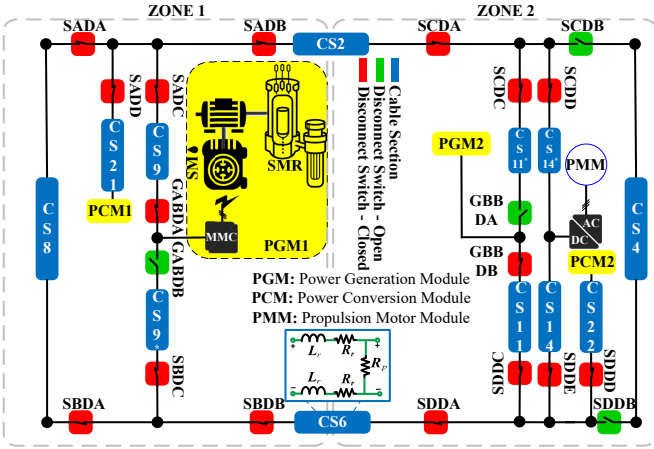 ZONE 1
ZONE 2
SADA
SADB
CS2
SCDA
SCDB
SADD
SADC
SCDC
SCDD
CS21
CS9
PCM1
GABDA
GABDB
CS9*
SBDC
CS8
SMR
MMC
PGM1
Disconnect Switch - Closed
Disconnect Switch - Open
Cable Section
PGM2
CS11*
CS14*
PMM
GBB
DA
GBB
DB
AC
DC
PCM2
CS4
CS11
CS14
CS22
PGM: Power Generation Module
PCM: Power Conversion Module
PMM: Propulsion Motor Module
+ Lr Rr +
Rp
- Lr Rr -
SDDC
SDDE
SDDD
SBDA
SBDB
CS6
SDDA
SDDB